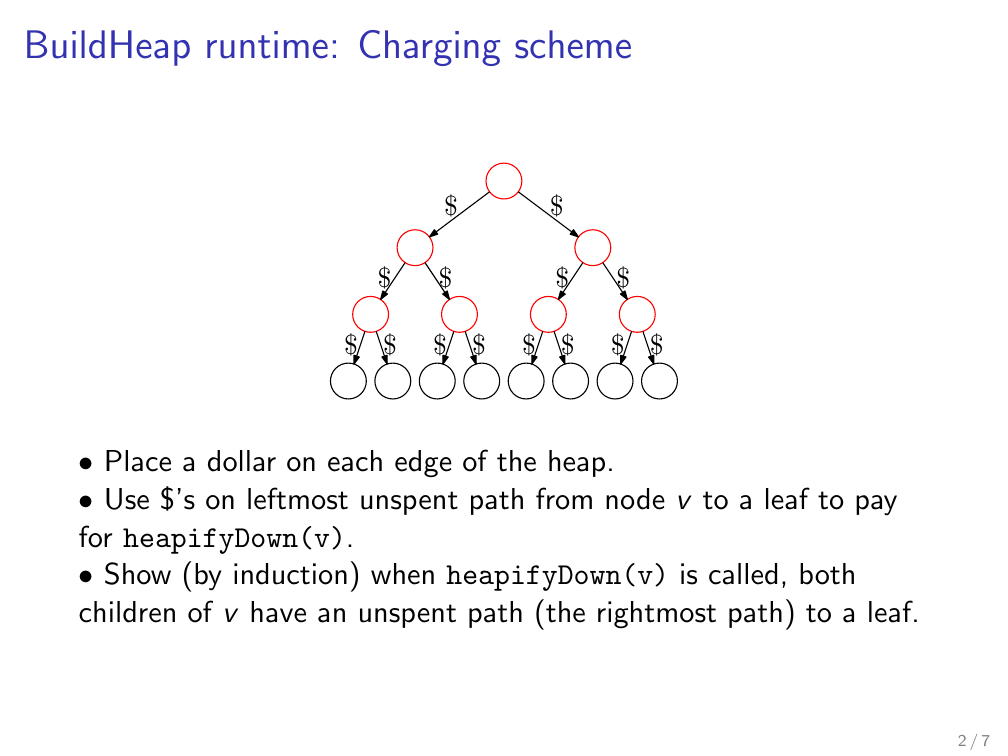 BuildHeap runtime: Charging scheme
$ $
$ $ $ $
$ $ $ $ $ $ $ $
• Place a dollar on each edge of the heap.
• Use $'s on leftmost unspent path from node v to a leaf to pay
for heapifyDown(v).
• Show (by induction) when heapifyDown(v) is called, both
children of v have an unspent path (the rightmost path) to a leaf.
2 / 7